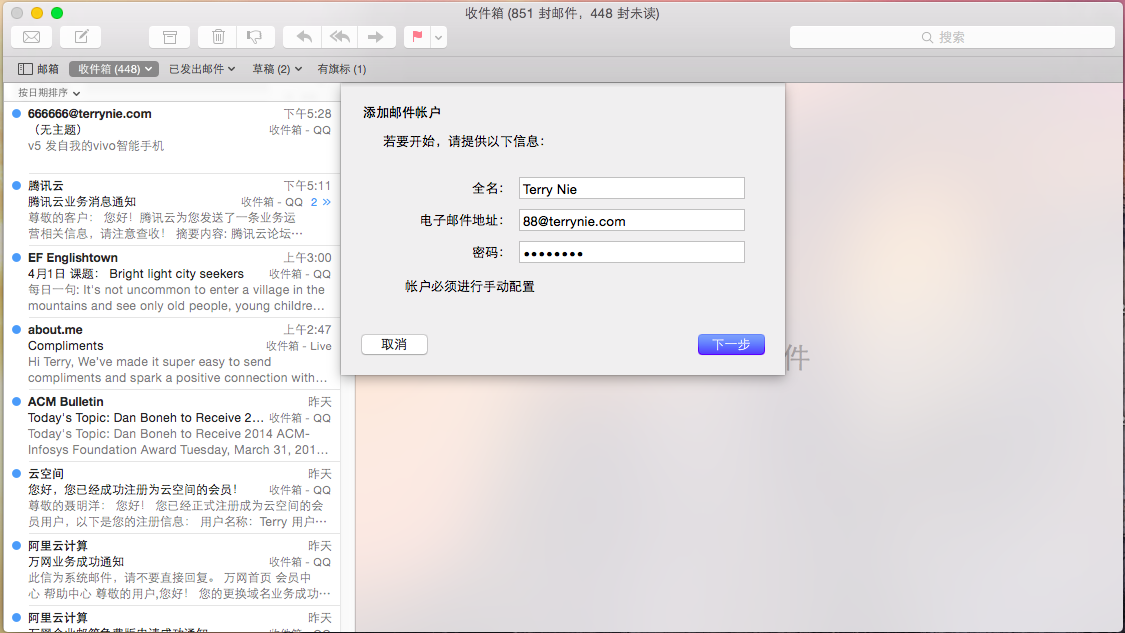 收件箱 (851 封邮件，448 封未读)
搜索
邮箱 收件箱 (448) 已发出邮件 草稿 (2) 有旗标 (1)
按日期排序
666666@terrynie.com 下午5:28
（无主题） 收件箱 - QQ
v5 发自我的vivo智能手机
腾讯云 下午5:11
腾讯云业务消息通知 收件箱 - QQ 2 »
尊敬的客户： 您好！腾讯云为您发送了一条业务运
营相关信息，请注意查收！ 摘要内容: 腾讯云论坛…
EF Englishtown 上午3:00
4月1日 课题： Bright light city seekers 收件箱 - QQ
每日一句: It's not uncommon to enter a village in the
mountains and see only old people, young childre…
about.me 上午2:47
Compliments 收件箱 - Live
Hi Terry, We've made it super easy to send
compliments and spark a positive connection with…
ACM Bulletin 昨天
Today's Topic: Dan Boneh to Receive 2… 收件箱 - QQ
Today's Topic: Dan Boneh to Receive 2014 ACM-
Infosys Foundation Award Tuesday, March 31, 201…
云空间 昨天
您好，您已经成功注册为云空间的会员！ 收件箱 - QQ
尊敬的聂明洋： 您好！ 您已经正式注册成为云空间的会
员用户，以下是您的注册信息： 用户名称：Terry 用户…
阿里云计算 昨天
万网业务成功通知 收件箱 - QQ
此信为系统邮件，请不要直接回复。 万网首页 会员中
心 帮助中心 尊敬的用户,您好！ 您的更换域名业务成功…
阿里云计算 昨天
万网企业邮箱免费版申请成功通知 收件箱 - QQ
添加邮件帐户
若要开始，请提供以下信息：
全名： Terry Nie
电子邮件地址： 88@terrynie.com
密码： ••••••••
帐户必须进行手动配置
取消 下一步
件